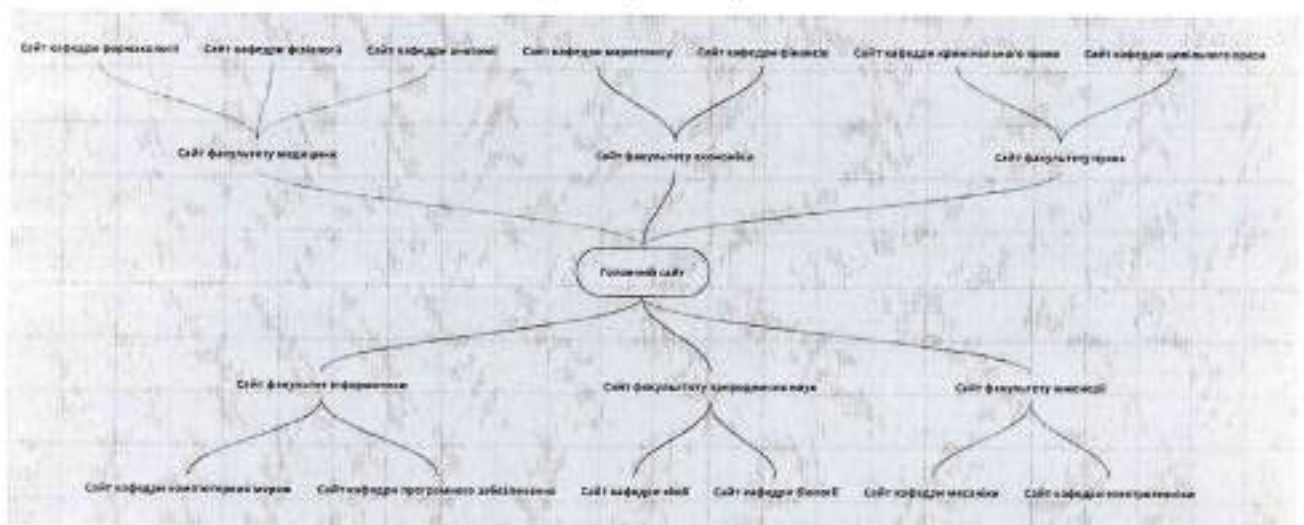 Сайт кафедри фармакології Сайт кафедри фізіології Сайт кафедри анатомії Сайт кафедри маркетингу Сайт кафедри фінансів Сайт кафедри кримінального права Сайт кафедри цивільного права
Сайт факультету медицини Сайт факультету економіки Сайт факультету права
Головний сайт
Сайт факультет інформатики Сайт факультету природничих наук Сайт факультету інженерії
Сайт кафедри комп'ютерних мереж Сайт кафедри програмного забезпечення Сайт кафедри хімії Сайт кафедри біології Сайт кафедри механіки Сайт кафедри електротехніки